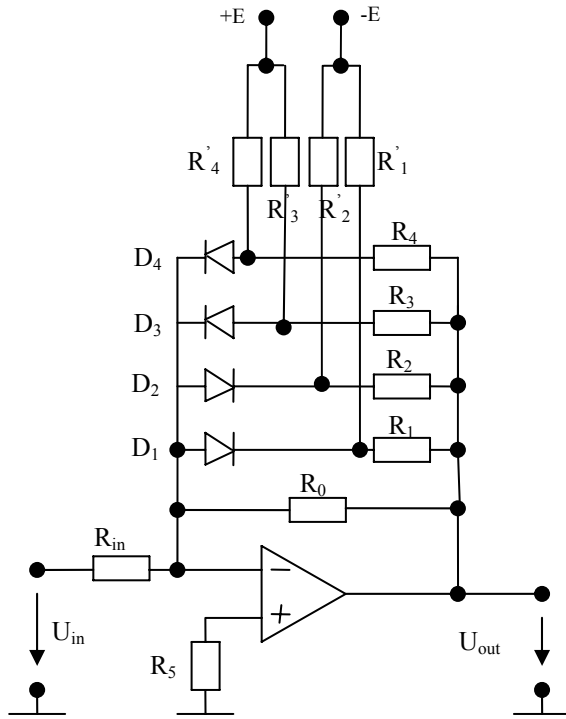 +E -E
R'4 R'3 R'2 R'1
D4 R4
D3 R3
D2 R2
D1 R1
R0
Rin
Uin
R5
Uout